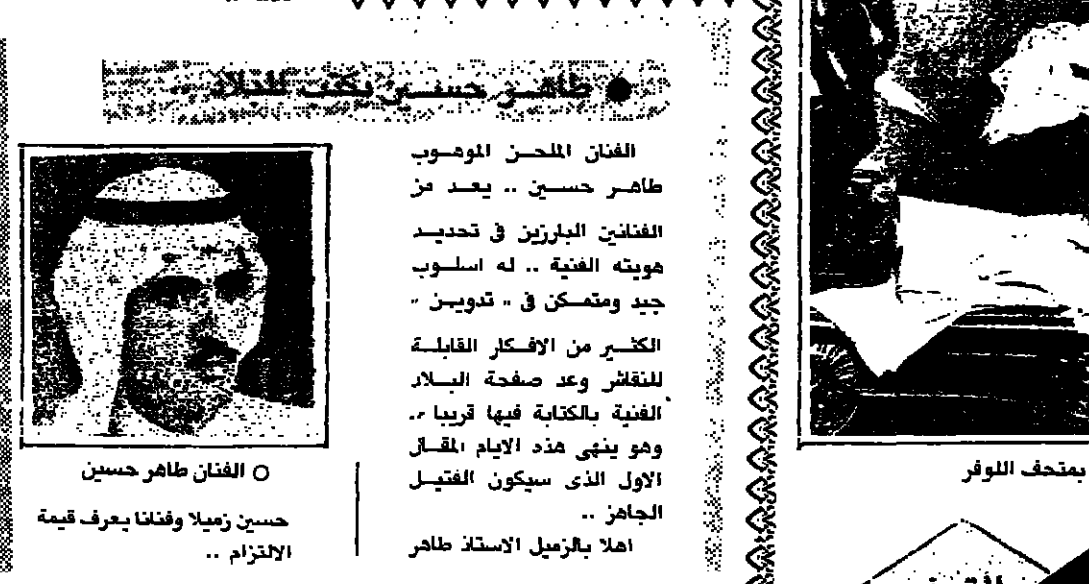 ● طاهر حسين يكتب للبلاد
الفنان الملحن الموهوب
طاهر حسين .. يعد من
الفنانين البارزين في تحديد
هويته الفنية .. له اسلوب
جيد ومتمكن في « تدوين »
الكثير من الافكار القابلة
للنقاش وعد صفحة البلاد
الفنية بالكتابة فيها قريبا ..
وهو ينهى هذه الايام المقال
الاول الذى سيكون الفتيل
الجاهز ..
اهلا بالزميل الاستاذ طاهر
○ الفنان طاهر حسين
حسين زميلا وفنانا يعرف قيمة
الالتزام ..
بمتحف اللوفر